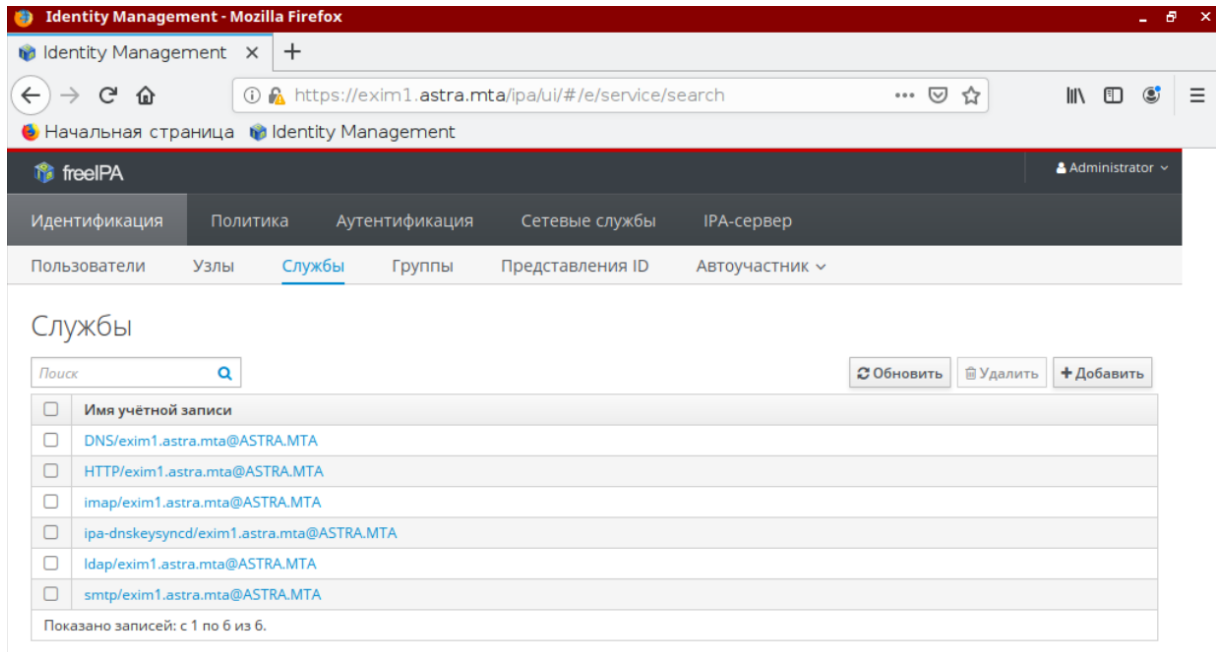 Identity Management - Mozilla Firefox
Identity Management
https://exim1.astra.mta/ipa/ui/#/e/service/search
Начальная страница Identity Management
freeIPA Administrator
Идентификация Политика Аутентификация Сетевые службы IPA-сервер
Пользователи Узлы Службы Группы Представления ID Автоучастник
Службы
Поиск Обновить Удалить Добавить
Имя учётной записи
DNS/exim1.astra.mta@ASTRA.MTA
HTTP/exim1.astra.mta@ASTRA.MTA
imap/exim1.astra.mta@ASTRA.MTA
ipa-dnskeysyncd/exim1.astra.mta@ASTRA.MTA
ldap/exim1.astra.mta@ASTRA.MTA
smtp/exim1.astra.mta@ASTRA.MTA
Показано записей: с 1 по 6 из 6.